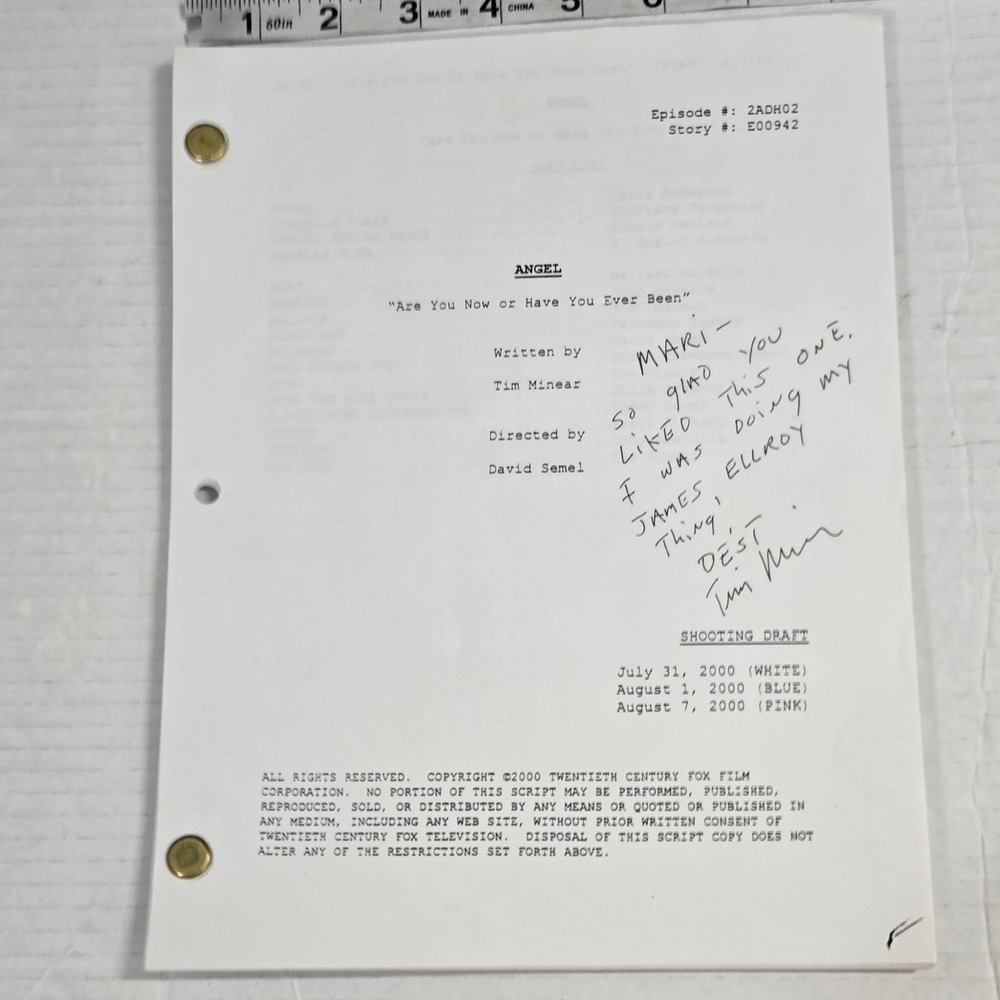 1 60in 2 3 MADE IN 4 CHINA 5 6
Episode #: 2ADH02
Story #: E00942
ANGEL
"Are You Now or Have You Ever Been"
Written by
Tim Minear
Directed by
David Semel
MARI-
SO GLAD YOU
LIKED THIS ONE.
I WAS DOING MY
JAMES ELLROY
THING.
BEST,
Tim Minear
SHOOTING DRAFT
July 31, 2000 (WHITE)
August 1, 2000 (BLUE)
August 7, 2000 (PINK)
ALL RIGHTS RESERVED. COPYRIGHT ©2000 TWENTIETH CENTURY FOX FILM
CORPORATION. NO PORTION OF THIS SCRIPT MAY BE PERFORMED, PUBLISHED,
REPRODUCED, SOLD, OR DISTRIBUTED BY ANY MEANS OR QUOTED OR PUBLISHED IN
ANY MEDIUM, INCLUDING ANY WEB SITE, WITHOUT PRIOR WRITTEN CONSENT OF
TWENTIETH CENTURY FOX TELEVISION. DISPOSAL OF THIS SCRIPT COPY DOES NOT
ALTER ANY OF THE RESTRICTIONS SET FORTH ABOVE.